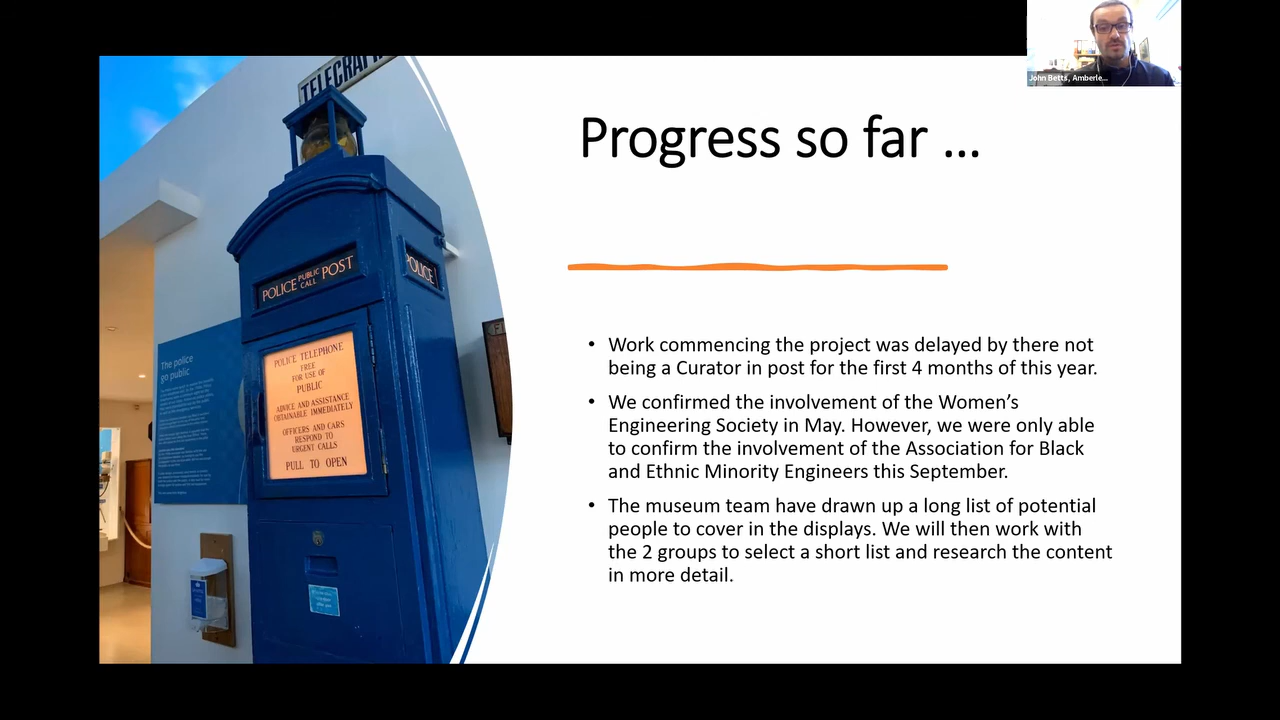 John Betts, Amberle...
Progress so far ...
• Work commencing the project was delayed by there not
being a Curator in post for the first 4 months of this year.
• We confirmed the involvement of the Women’s
Engineering Society in May. However, we were only able
to confirm the involvement of the Association for Black
and Ethnic Minority Engineers this September.
• The museum team have drawn up a long list of potential
people to cover in the displays. We will then work with
the 2 groups to select a short list and research the content
in more detail.
POLICE PUBLIC CALL POST
POLICE
POLICE TELEPHONE
FREE
FOR USE OF
PUBLIC
ADVICE AND ASSISTANCE
OBTAINABLE IMMEDIATELY
OFFICERS AND CARS
RESPOND TO
URGENT CALLS
PULL TO OPEN
The police
go public